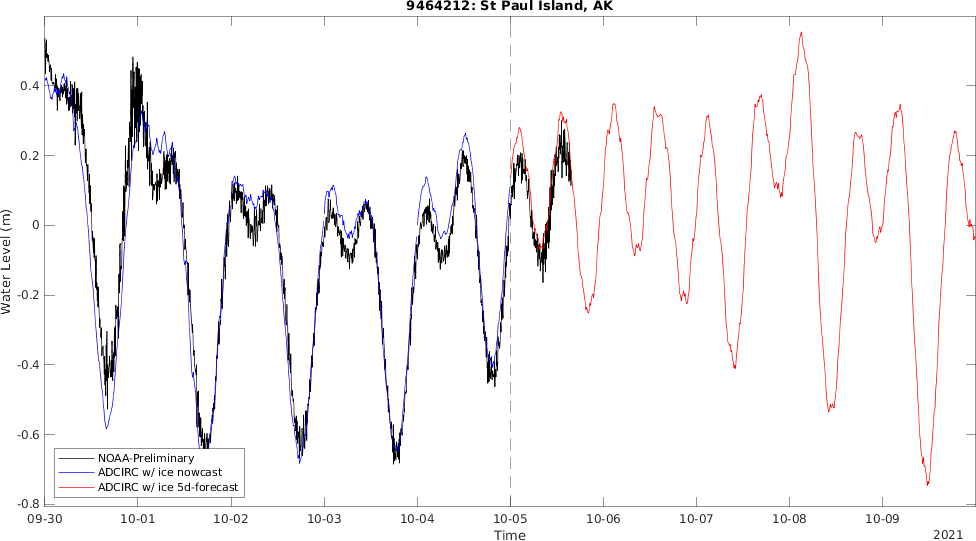 9464212: St Paul Island, AK
Water Level (m)
0.4
0.2
0
-0.2
-0.4
-0.6
-0.8
NOAA-Preliminary
ADCIRC w/ ice nowcast
ADCIRC w/ ice 5d-forecast
09-30 10-01 10-02 10-03 10-04 10-05 10-06 10-07 10-08 10-09
Time
2021